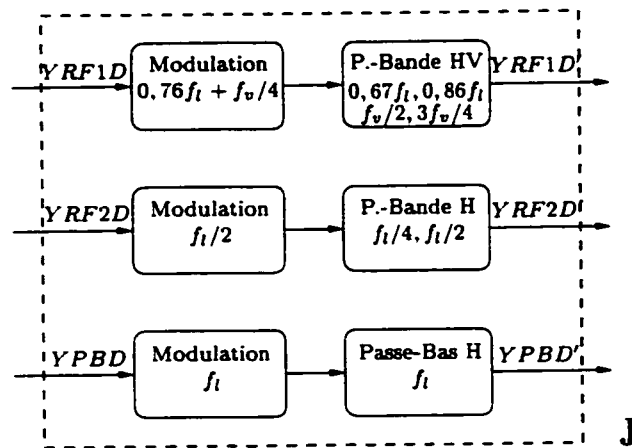 YRF1D Modulation P.-Bande HV YRF1D'
0,76f_l + f_v/4 0,67f_l, 0,86f_l
f_v/2, 3f_v/4
YRF2D Modulation P.-Bande H YRF2D'
f_l/2 f_l/4, f_l/2
YPBD Modulation Passe-Bas H YPBD'
f_l f_l
J